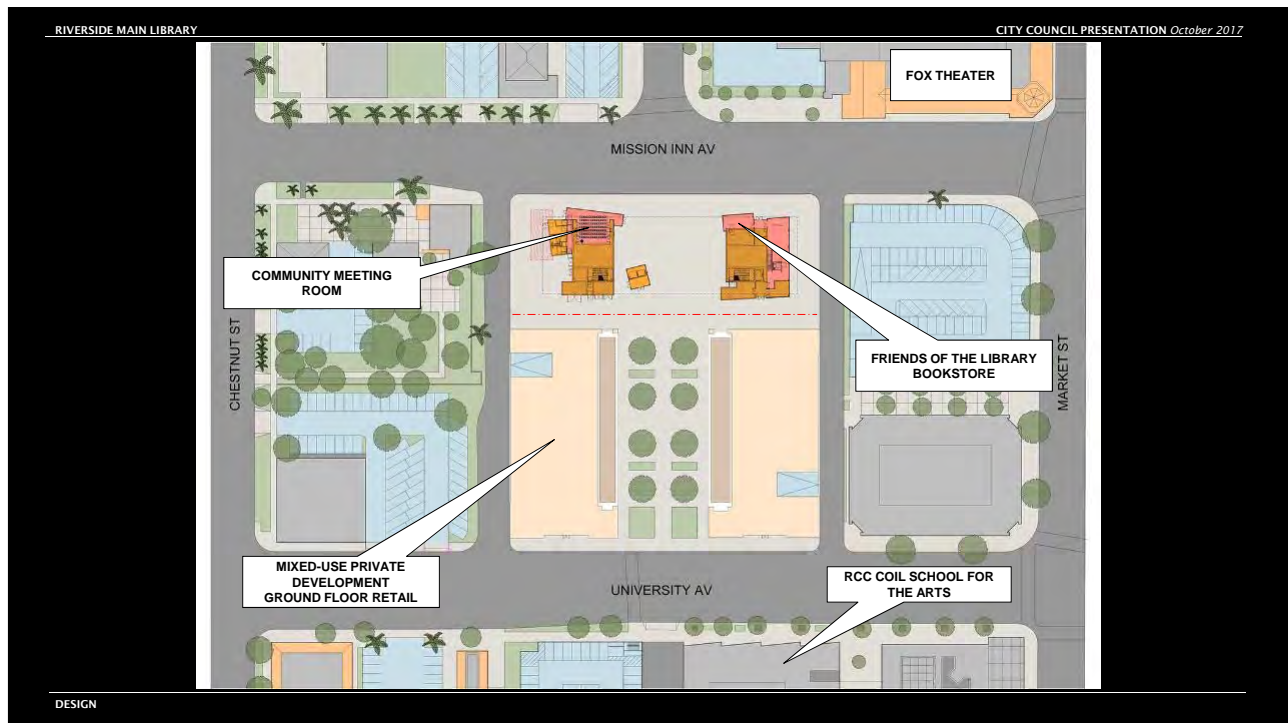 RIVERSIDE MAIN LIBRARY
CITY COUNCIL PRESENTATION October 2017
FOX THEATER
MISSION INN AV
COMMUNITY MEETING
ROOM
CHESTNUT ST
MARKET ST
FRIENDS OF THE LIBRARY
BOOKSTORE
MIXED-USE PRIVATE
DEVELOPMENT
GROUND FLOOR RETAIL
UNIVERSITY AV
RCC COIL SCHOOL FOR
THE ARTS
DESIGN